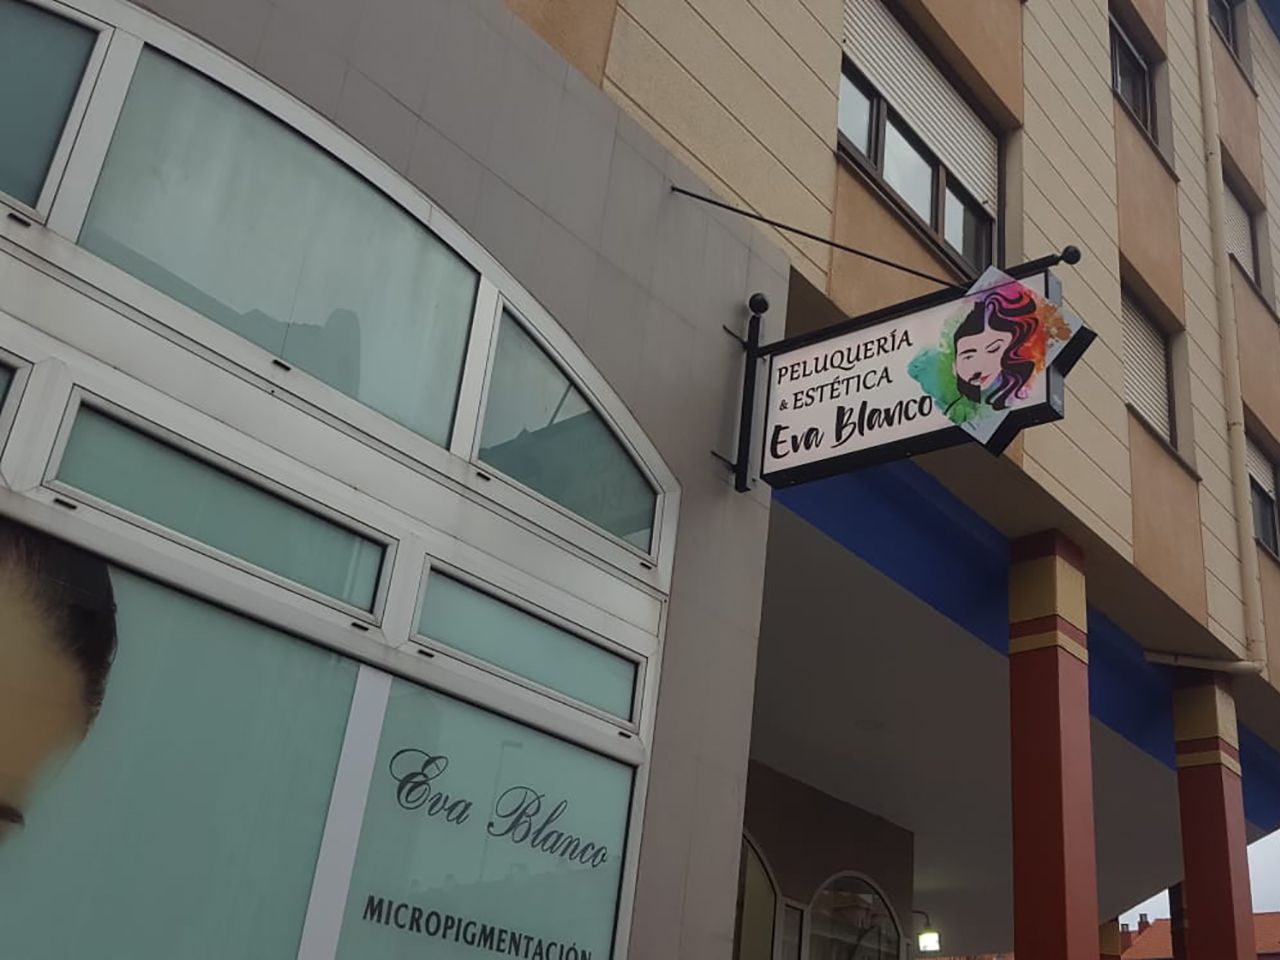 PELUQUERÍA
& ESTÉTICA
Eva Blanco
Eva Blanco
MICROPIGMENTACIÓN